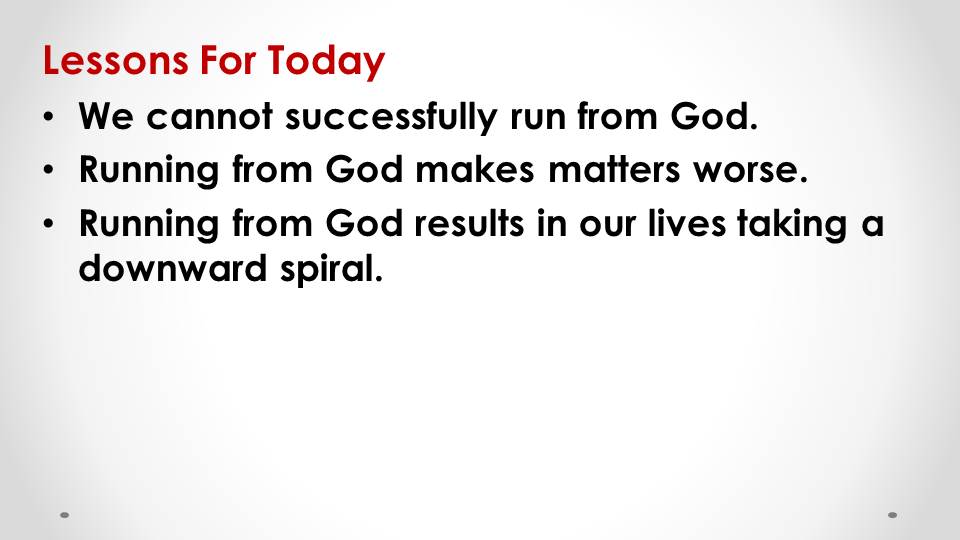 Lessons For Today
• We cannot successfully run from God.
• Running from God makes matters worse.
• Running from God results in our lives taking a
downward spiral.